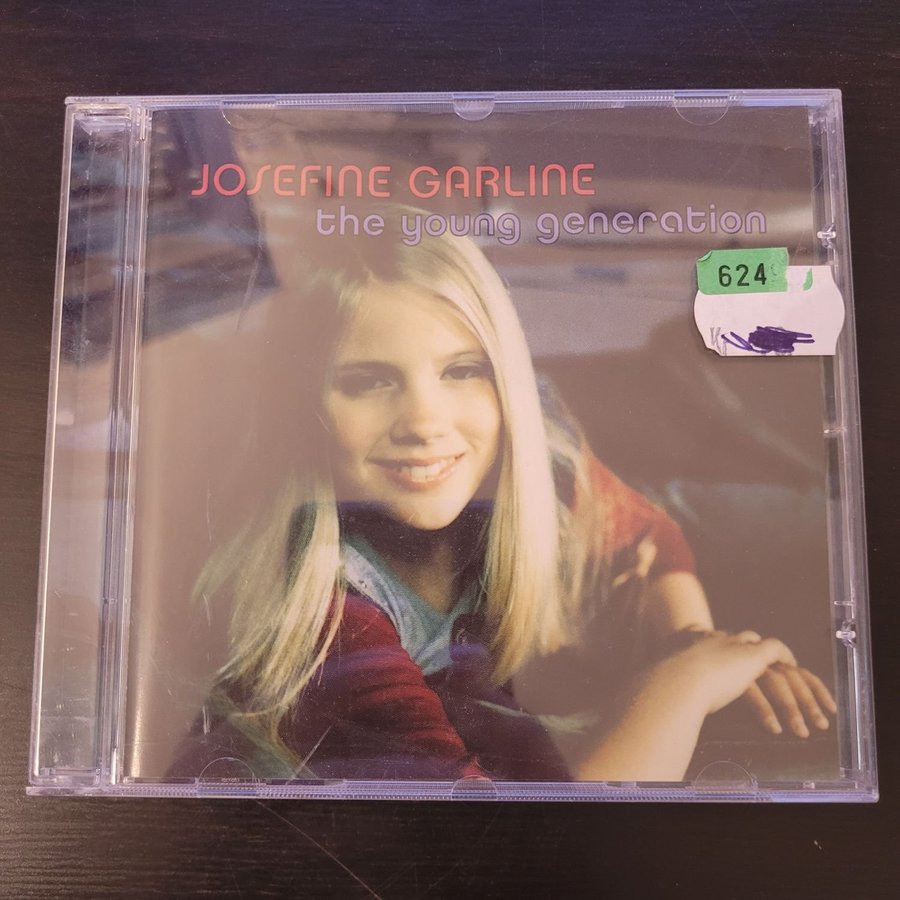 JOSEFINE GARLINE
the young generation
624